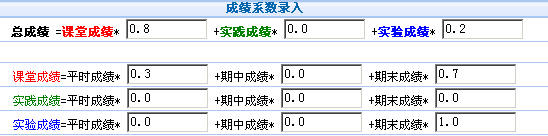 成绩系数录入
总成绩 =课堂成绩* 0.8 +实践成绩* 0.0 +实验成绩* 0.2
课堂成绩=平时成绩* 0.3 +期中成绩* 0.0 +期末成绩* 0.7
实践成绩=平时成绩* 0.0 +期中成绩* 0.0 +期末成绩* 0.0
实验成绩=平时成绩* 0.0 +期中成绩* 0.0 +期末成绩* 1.0